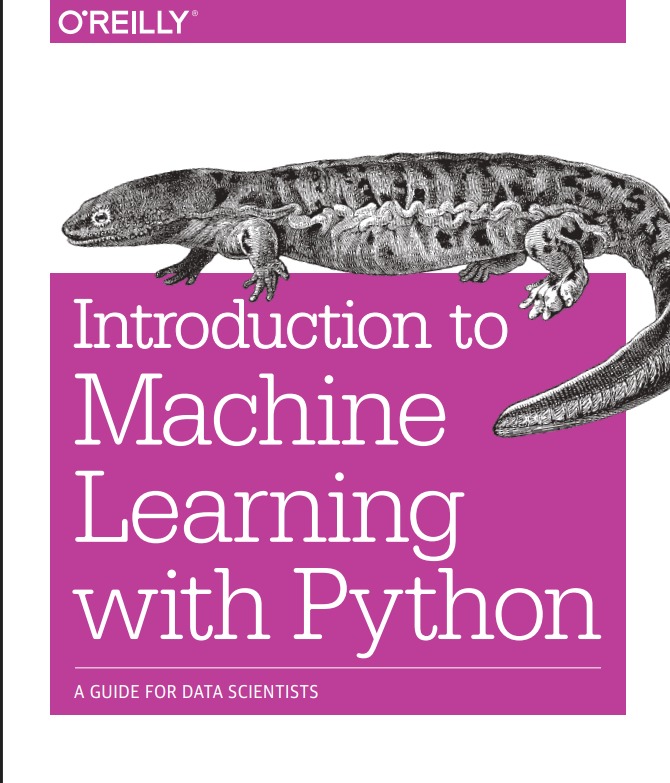 O'REILLY®
Introduction to
Machine
Learning
with Python
A GUIDE FOR DATA SCIENTISTS